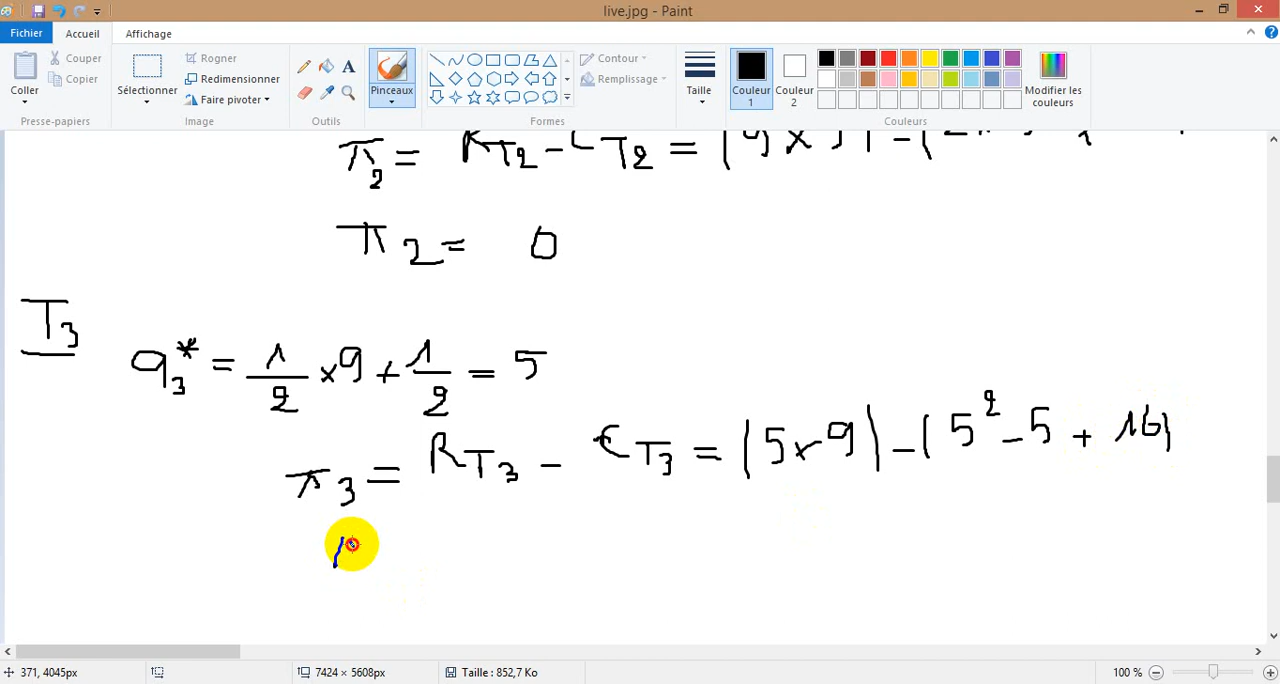 live.jpg - Paint
Fichier Accueil Affichage
Coller Couper Copier Presse-papiers
Sélectionner Rogner Redimensionner Faire pivoter Image
Outils
Pinceaux
Contour Remplissage Formes
Taille
Couleur 1 Couleur 2
Modifier les couleurs
Couleurs
π2 = RT2 - CT2 =
π2 = 0
T3
q3* = 1/2 × 9 + 1/2 = 5
π3 = RT3 - CT3 = (5×9) - (5² - 5 + 16)
371, 4045px 7424 × 5608px Taille : 852,7 Ko 100 %